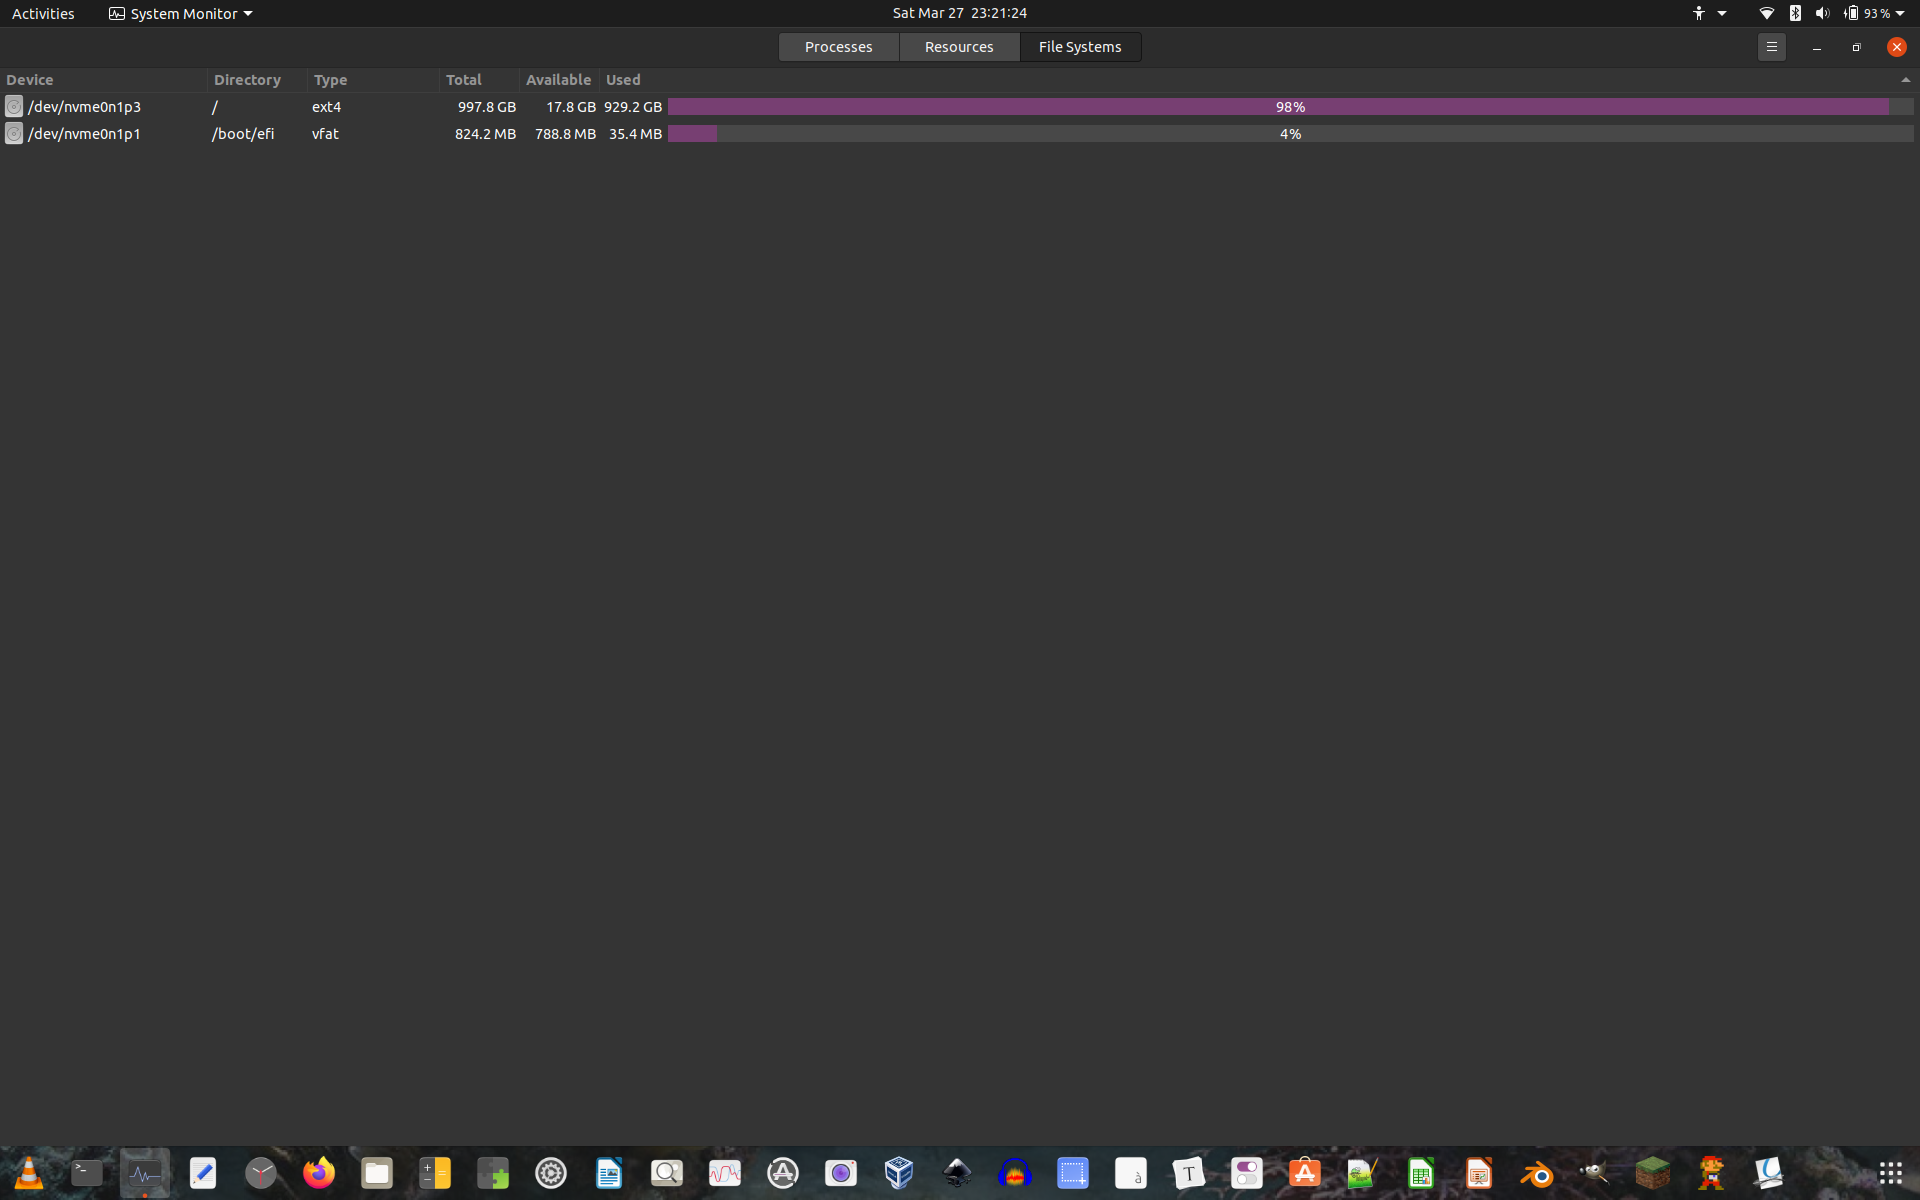 Activities System Monitor Sat Mar 27 23:21:24 93 %
Processes Resources File Systems
Device Directory Type Total Available Used
/dev/nvme0n1p3 / ext4 997.8 GB 17.8 GB 929.2 GB 98%
/dev/nvme0n1p1 /boot/efi vfat 824.2 MB 788.8 MB 35.4 MB 4%